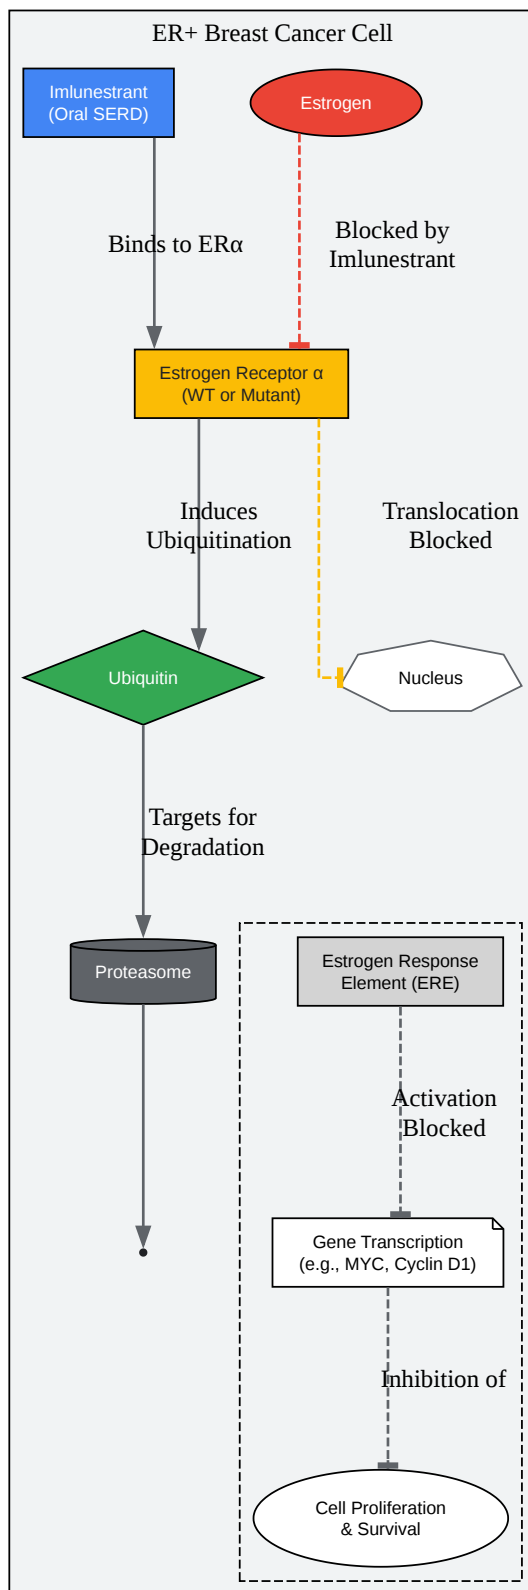 ER+ Breast Cancer Cell
Imlunestrant
(Oral SERD)
Estrogen
Binds to ERα
Blocked by
Imlunestrant
Estrogen Receptor α
(WT or Mutant)
Induces
Ubiquitination
Translocation
Blocked
Ubiquitin
Nucleus
Targets for
Degradation
Proteasome
Estrogen Response
Element (ERE)
Activation
Blocked
Gene Transcription
(e.g., MYC, Cyclin D1)
Inhibition of
Cell Proliferation
& Survival